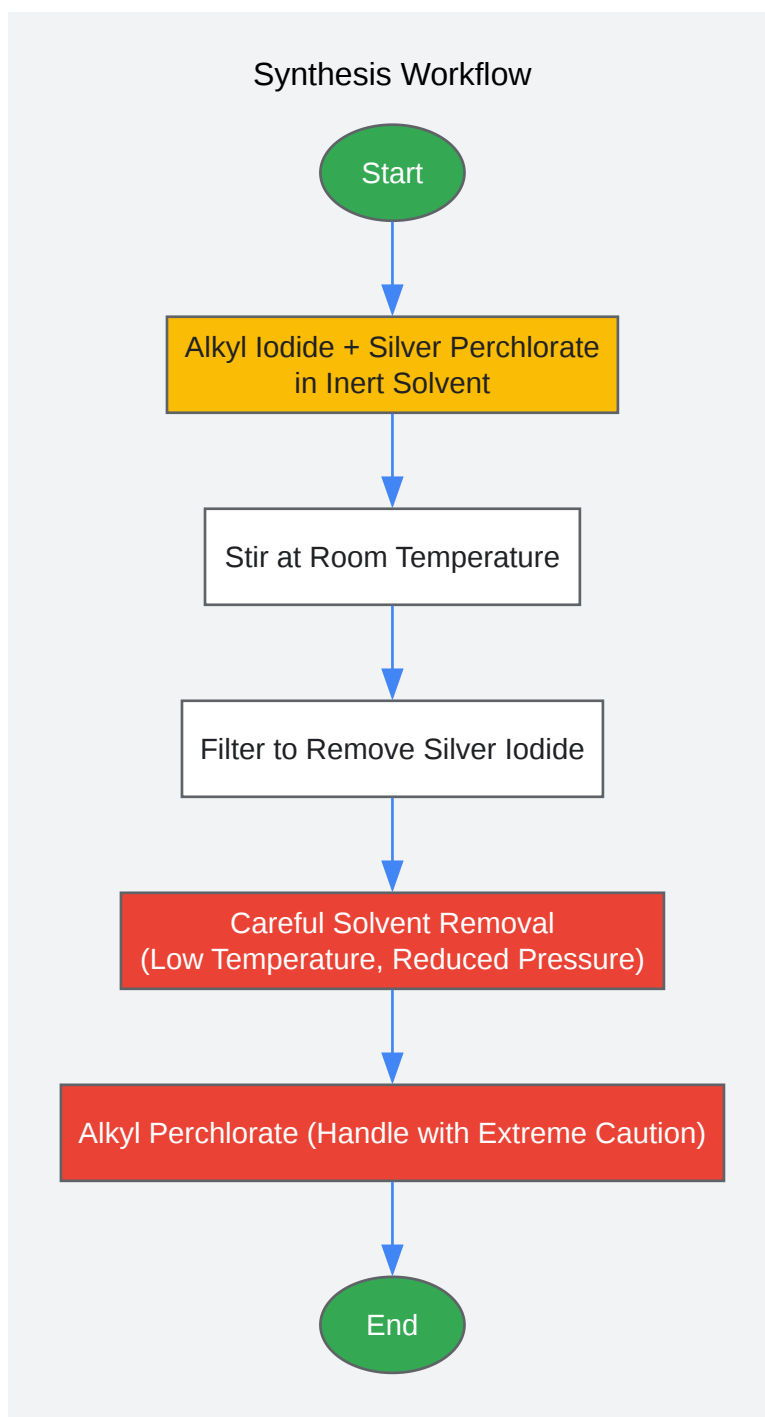 Synthesis Workflow
Start
Alkyl Iodide + Silver Perchlorate
in Inert Solvent
Stir at Room Temperature
Filter to Remove Silver Iodide
Careful Solvent Removal
(Low Temperature, Reduced Pressure)
Alkyl Perchlorate (Handle with Extreme Caution)
End